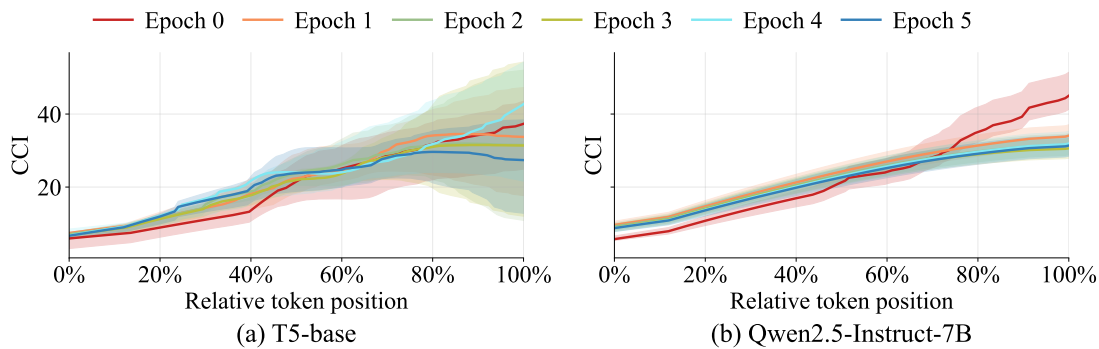 Epoch 0 Epoch 1 Epoch 2 Epoch 3 Epoch 4 Epoch 5
CCI
40
20
0% 20% 40% 60% 80% 100%
Relative token position
(a) T5-base
CCI
40
20
0% 20% 40% 60% 80% 100%
Relative token position
(b) Qwen2.5-Instruct-7B